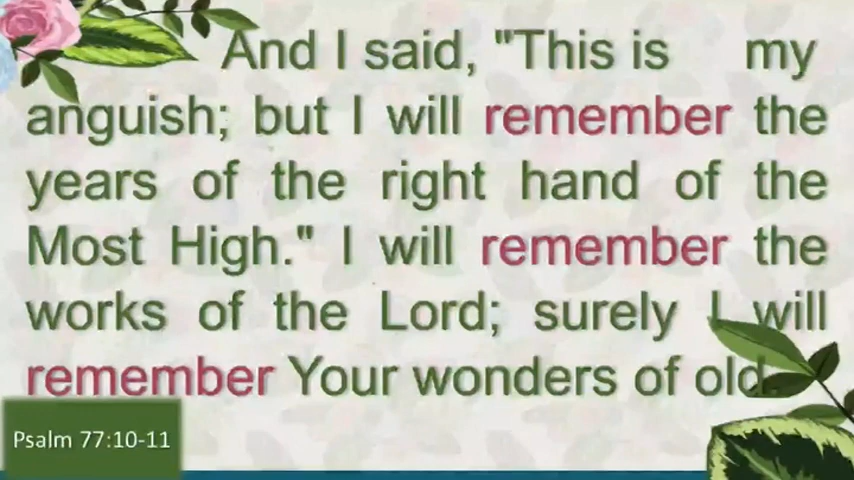 And I said, "This is my
anguish; but I will remember the
years of the right hand of the
Most High." I will remember the
works of the Lord; surely I will
remember Your wonders of old.
Psalm 77:10-11